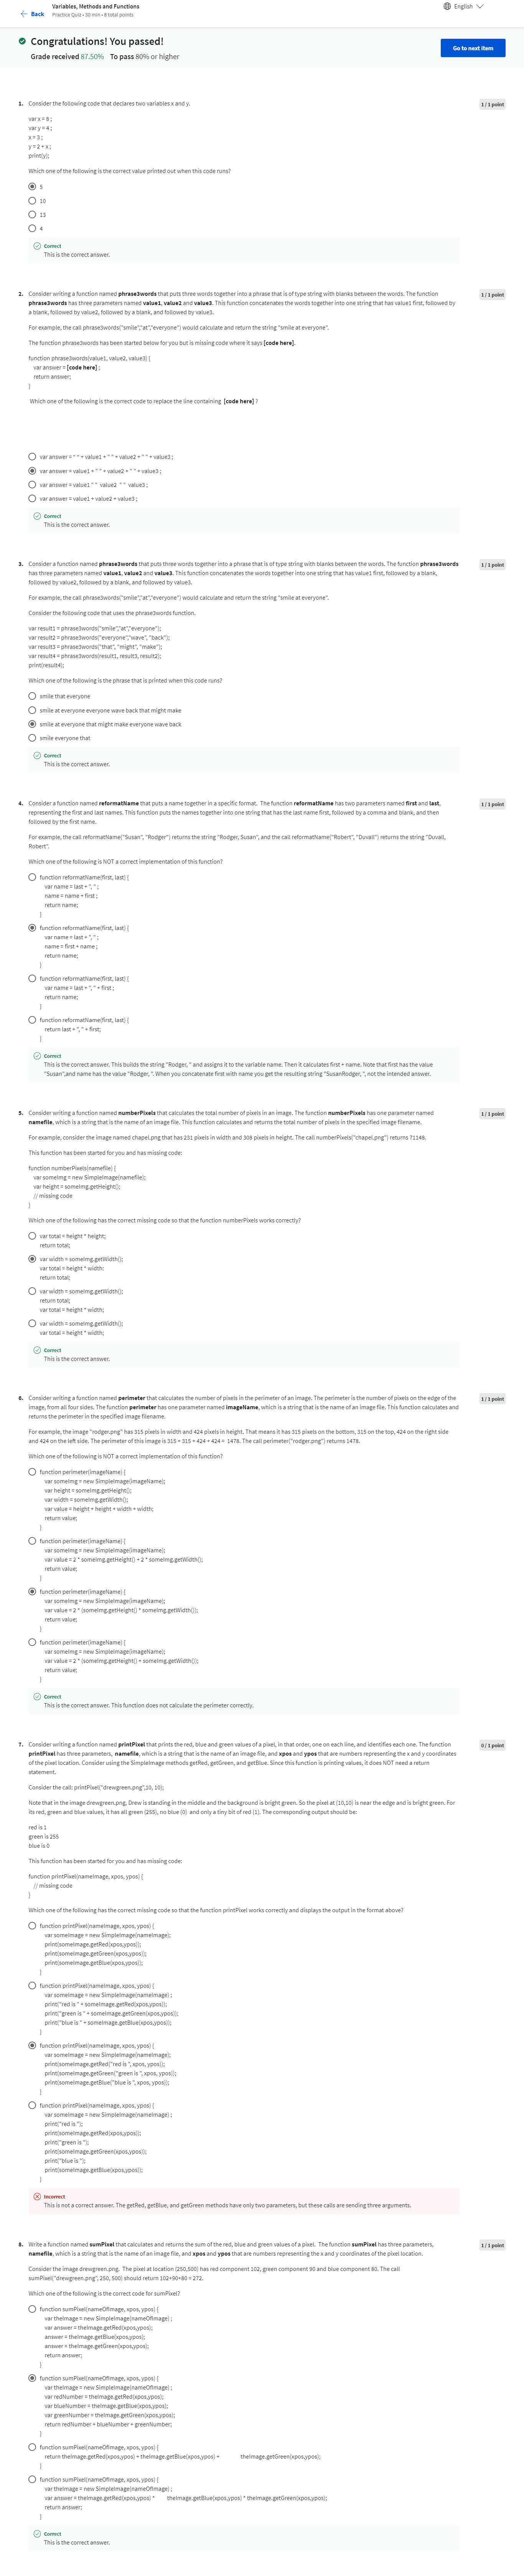 Back
Variables, Methods and Functions
Practice Quiz • 30 min • 8 total points
English
Congratulations! You passed!
Grade received 87.50% To pass 80% or higher
Go to next item
1. Consider the following code that declares two variables x and y.
1 / 1 point
var x = 8 ;
var y = 4 ;
x = 3 ;
y = 2 + x ;
print(y);
Which one of the following is the correct value printed out when this code runs?
5
10
13
4
Correct
This is the correct answer.
2. Consider writing a function named phrase3words that puts three words together into a phrase that is of type string with blanks between the words. The function
1 / 1 point
phrase3words has three parameters named value1, value2 and value3. This function concatenates the words together into one string that has value1 first, followed by
a blank, followed by value2, followed by a blank, and followed by value3.
For example, the call phrase3words("smile","at","everyone") would calculate and return the string "smile at everyone".
The function phrase3words has been started below for you but is missing code where it says [code here].
function phrase3words(value1, value2, value3) {
var answer = [code here] ;
return answer;
}
Which one of the following is the correct code to replace the line containing [code here] ?
var answer = " " + value1 + " " + value2 + " " + value3 ;
var answer = value1 + " " + value2 + " " + value3 ;
var answer = value1 " " value2 " " value3 ;
var answer = value1 + value2 + value3 ;
Correct
This is the correct answer.
3. Consider a function named phrase3words that puts three words together into a phrase that is of type string with blanks between the words. The function phrase3words
1 / 1 point
has three parameters named value1, value2 and value3. This function concatenates the words together into one string that has value1 first, followed by a blank,
followed by value2, followed by a blank, and followed by value3.
For example, the call phrase3words("smile","at","everyone") would calculate and return the string "smile at everyone".
Consider the following code that uses the phrase3words function.
var result1 = phrase3words("smile","at","everyone");
var result2 = phrase3words("everyone","wave", "back");
var result3 = phrase3words("that", "might", "make");
var result4 = phrase3words(result1, result3, result2);
print(result4);
Which one of the following is the phrase that is printed when this code runs?
smile that everyone
smile at everyone everyone wave back that might make
smile at everyone that might make everyone wave back
smile everyone that
Correct
This is the correct answer.
4. Consider a function named reformatName that puts a name together in a specific format. The function reformatName has two parameters named first and last,
1 / 1 point
representing the first and last names. This function puts the names together into one string that has the last name first, followed by a comma and blank, and then
followed by the first name.
For example, the call reformatName("Susan", "Rodger") returns the string "Rodger, Susan", and the call reformatName("Robert", "Duvall") returns the string "Duvall,
Robert".
Which one of the following is NOT a correct implementation of this function?
function reformatName(first, last) {
var name = last + ", " ;
name = name + first ;
return name;
}
function reformatName(first, last) {
var name = last + ", " ;
name = first + name ;
return name;
}
function reformatName(first, last) {
var name = last + ", " + first ;
return name;
}
function reformatName(first, last) {
return last + ", " + first;
}
Correct
This is the correct answer. This builds the string "Rodger, " and assigns it to the variable name. Then it calculates first + name. Note that first has the value
"Susan",and name has the value "Rodger, ". When you concatenate first with name you get the resulting string "SusanRodger, ", not the intended answer.
5. Consider writing a function named numberPixels that calculates the total number of pixels in an image. The function numberPixels has one parameter named
1 / 1 point
namefile, which is a string that is the name of an image file. This function calculates and returns the total number of pixels in the specified image filename.
For example, consider the image named chapel.png that has 231 pixels in width and 308 pixels in height. The call numberPixels("chapel.png") returns 71148.
This function has been started for you and has missing code:
function numberPixels(namefile) {
var someImg = new SimpleImage(namefile);
var height = someImg.getHeight();
// missing code
}
Which one of the following has the correct missing code so that the function numberPixels works correctly?
var total = height * height;
return total;
var width = someImg.getWidth();
var total = height * width;
return total;
var width = someImg.getWidth();
return total;
var total = height * width;
var width = someImg.getWidth();
var total = height * width;
Correct
This is the correct answer.
6. Consider writing a function named perimeter that calculates the number of pixels in the perimeter of an image. The perimeter is the number of pixels on the edge of the
1 / 1 point
image, from all four sides. The function perimeter has one parameter named imageName, which is a string that is the name of an image file. This function calculates and
returns the perimeter in the specified image filename.
For example, the image "rodger.png" has 315 pixels in width and 424 pixels in height. That means it has 315 pixels on the bottom, 315 on the top, 424 on the right side
and 424 on the left side. The perimeter of this image is 315 + 315 + 424 + 424 = 1478. The call perimeter("rodger.png") returns 1478.
Which one of the following is NOT a correct implementation of this function?
function perimeter(imageName) {
var someImg = new SimpleImage(imageName);
var height = someImg.getHeight();
var width = someImg.getWidth();
var value = height + height + width + width;
return value;
}
function perimeter(imageName) {
var someImg = new SimpleImage(imageName);
var value = 2 * someImg.getHeight() + 2 * someImg.getWidth();
return value;
}
function perimeter(imageName) {
var someImg = new SimpleImage(imageName);
var value = 2 * (someImg.getHeight() * someImg.getWidth());
return value;
}
function perimeter(imageName) {
var someImg = new SimpleImage(imageName);
var value = 2 * (someImg.getHeight() + someImg.getWidth());
return value;
}
Correct
This is the correct answer. This function does not calculate the perimeter correctly.
7. Consider writing a function named printPixel that prints the red, blue and green values of a pixel, in that order, one on each line, and identifies each one. The function
0 / 1 point
printPixel has three parameters, namefile, which is a string that is the name of an image file, and xpos and ypos that are numbers representing the x and y coordinates
of the pixel location. Consider using the SimpleImage methods getRed, getGreen, and getBlue. Since this function is printing values, it does NOT need a return
statement.
Consider the call: printPixel("drewgreen.png",10, 10);
Note that in the image drewgreen.png, Drew is standing in the middle and the background is bright green. So the pixel at (10,10) is near the edge and is bright green. For
its red, green and blue values, it has all green (255), no blue (0) and only a tiny bit of red (1). The corresponding output should be:
red is 1
green is 255
blue is 0
This function has been started for you and has missing code:
function printPixel(nameImage, xpos, ypos) {
// missing code
}
Which one of the following has the correct missing code so that the function printPixel works correctly and displays the output in the format above?
function printPixel(nameImage, xpos, ypos) {
var someImage = new SimpleImage(nameImage);
print(someImage.getRed(xpos,ypos));
print(someImage.getGreen(xpos,ypos));
print(someImage.getBlue(xpos,ypos));
}
function printPixel(nameImage, xpos, ypos) {
var someImage = new SimpleImage(nameImage) ;
print("red is " + someImage.getRed(xpos,ypos));
print("green is " + someImage.getGreen(xpos,ypos));
print("blue is " + someImage.getBlue(xpos,ypos));
}
function printPixel(nameImage, xpos, ypos) {
var someImage = new SimpleImage(nameImage);
print(someImage.getRed("red is ", xpos, ypos));
print(someImage.getGreen("green is ", xpos, ypos));
print(someImage.getBlue("blue is ", xpos, ypos));
}
function printPixel(nameImage, xpos, ypos) {
var someImage = new SimpleImage(nameImage) ;
print("red is ");
print(someImage.getRed(xpos,ypos));
print("green is ");
print(someImage.getGreen(xpos,ypos));
print("blue is ");
print(someImage.getBlue(xpos,ypos));
}
Incorrect
This is not a correct answer. The getRed, getBlue, and getGreen methods have only two parameters, but these calls are sending three arguments.
8. Write a function named sumPixel that calculates and returns the sum of the red, blue and green values of a pixel. The function sumPixel has three parameters,
1 / 1 point
namefile, which is a string that is the name of an image file, and xpos and ypos that are numbers representing the x and y coordinates of the pixel location.
Consider the image drewgreen.png. The pixel at location (250,500) has red component 102, green component 90 and blue component 80. The call
sumPixel("drewgreen.png", 250, 500) should return 102+90+80 = 272.
Which one of the following is the correct code for sumPixel?
function sumPixel(nameOfImage, xpos, ypos) {
var theImage = new SimpleImage(nameOfImage) ;
var answer = theImage.getRed(xpos,ypos);
answer = theImage.getBlue(xpos,ypos);
answer = theImage.getGreen(xpos,ypos);
return answer;
}
function sumPixel(nameOfImage, xpos, ypos) {
var theImage = new SimpleImage(nameOfImage) ;
var redNumber = theImage.getRed(xpos,ypos);
var blueNumber = theImage.getBlue(xpos,ypos);
var greenNumber = theImage.getGreen(xpos,ypos);
return redNumber + blueNumber + greenNumber;
}
function sumPixel(nameOfImage, xpos, ypos) {
return theImage.getRed(xpos,ypos) + theImage.getBlue(xpos,ypos) + theImage.getGreen(xpos,ypos);
}
function sumPixel(nameOfImage, xpos, ypos) {
var theImage = new SimpleImage(nameOfImage) ;
var answer = theImage.getRed(xpos,ypos) * theImage.getBlue(xpos,ypos) * theImage.getGreen(xpos,ypos);
return answer;
}
Correct
This is the correct answer.